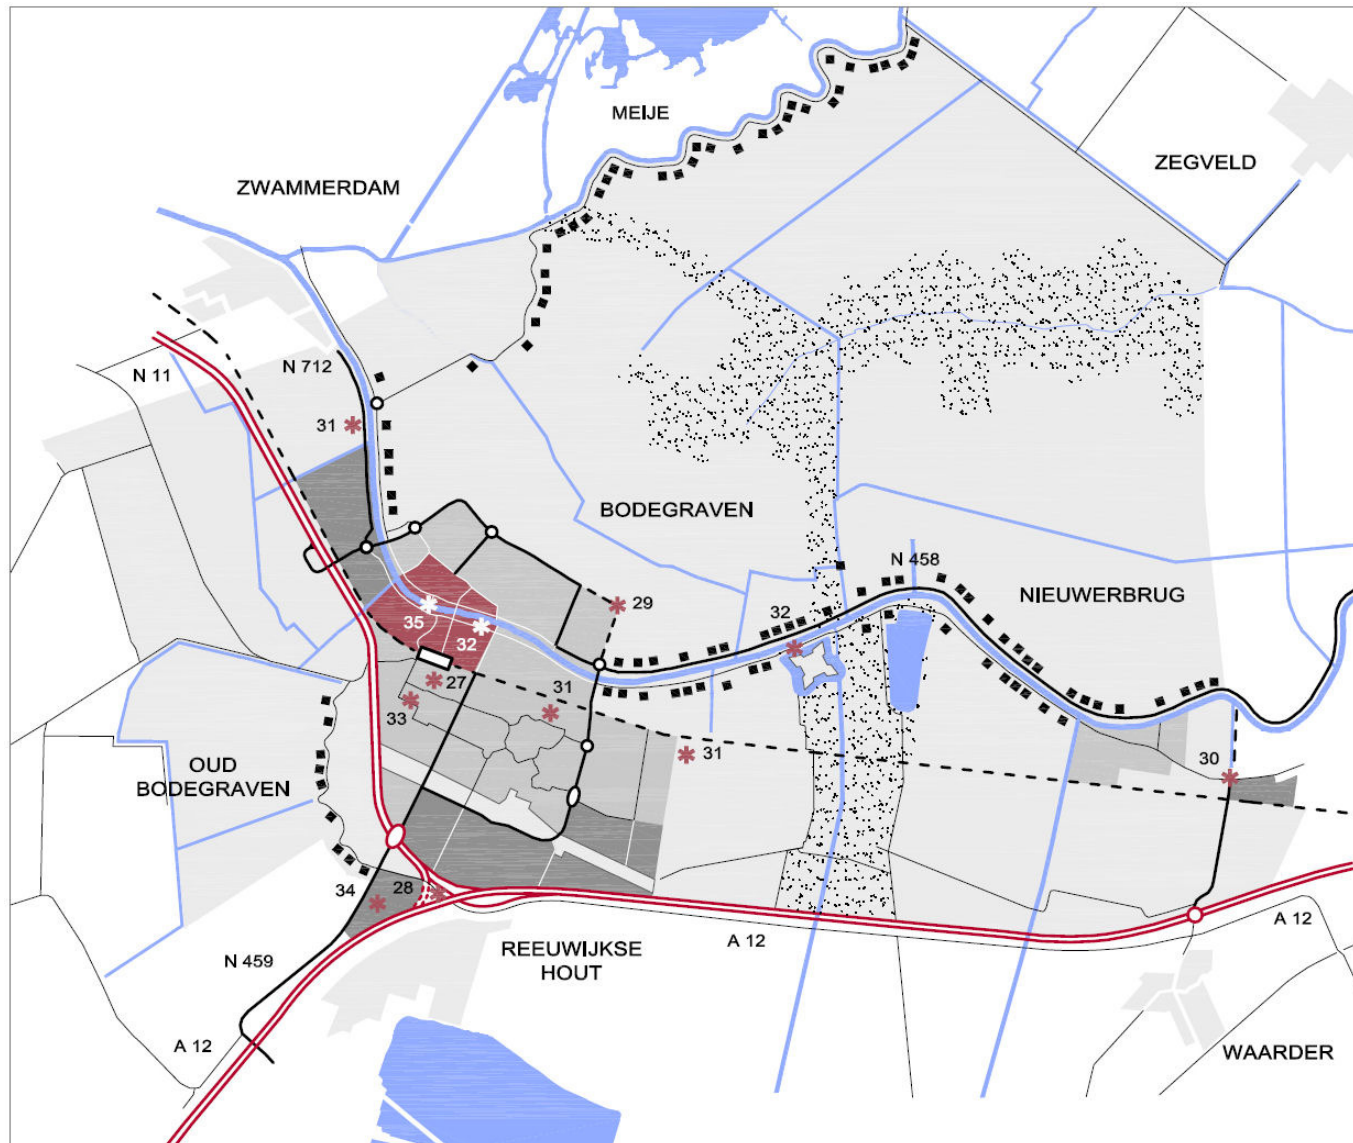 MEIJE
ZEGVELD
ZWAMMERDAM
N 11
N 712
31
BODEGRAVEN
N 458
NIEUWERBRUG
29
32
35
32
27
31
33
31
30
OUD
BODEGRAVEN
34
28
A 12
A 12
REEUWIJKSE
HOUT
N 459
A 12
WAARDER